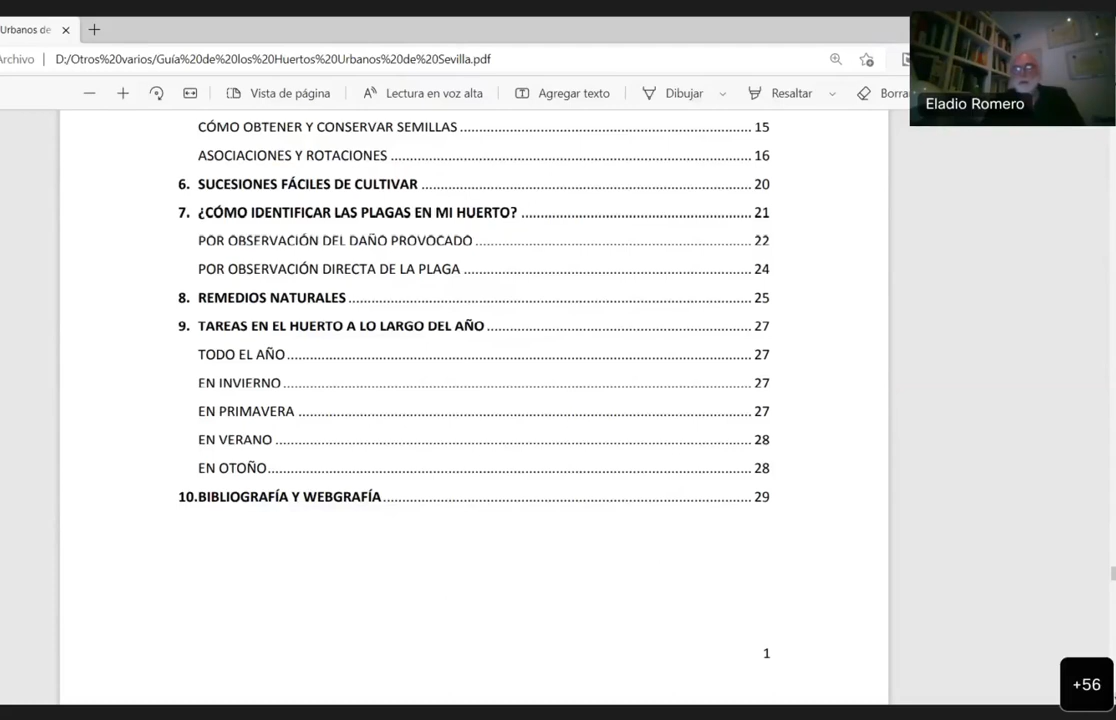 Urbanos de
Archivo D:/Otros%20varios/Guía%20de%20los%20Huertos%20Urbanos%20de%20Sevilla.pdf
Vista de página Lectura en voz alta Agregar texto Dibujar Resaltar Borra
Eladio Romero
CÓMO OBTENER Y CONSERVAR SEMILLAS 15
ASOCIACIONES Y ROTACIONES 16
6. SUCESIONES FÁCILES DE CULTIVAR 20
7. ¿CÓMO IDENTIFICAR LAS PLAGAS EN MI HUERTO? 21
POR OBSERVACIÓN DEL DAÑO PROVOCADO 22
POR OBSERVACIÓN DIRECTA DE LA PLAGA 24
8. REMEDIOS NATURALES 25
9. TAREAS EN EL HUERTO A LO LARGO DEL AÑO 27
TODO EL AÑO 27
EN INVIERNO 27
EN PRIMAVERA 27
EN VERANO 28
EN OTOÑO 28
10.BIBLIOGRAFÍA Y WEBGRAFÍA 29
1
+56